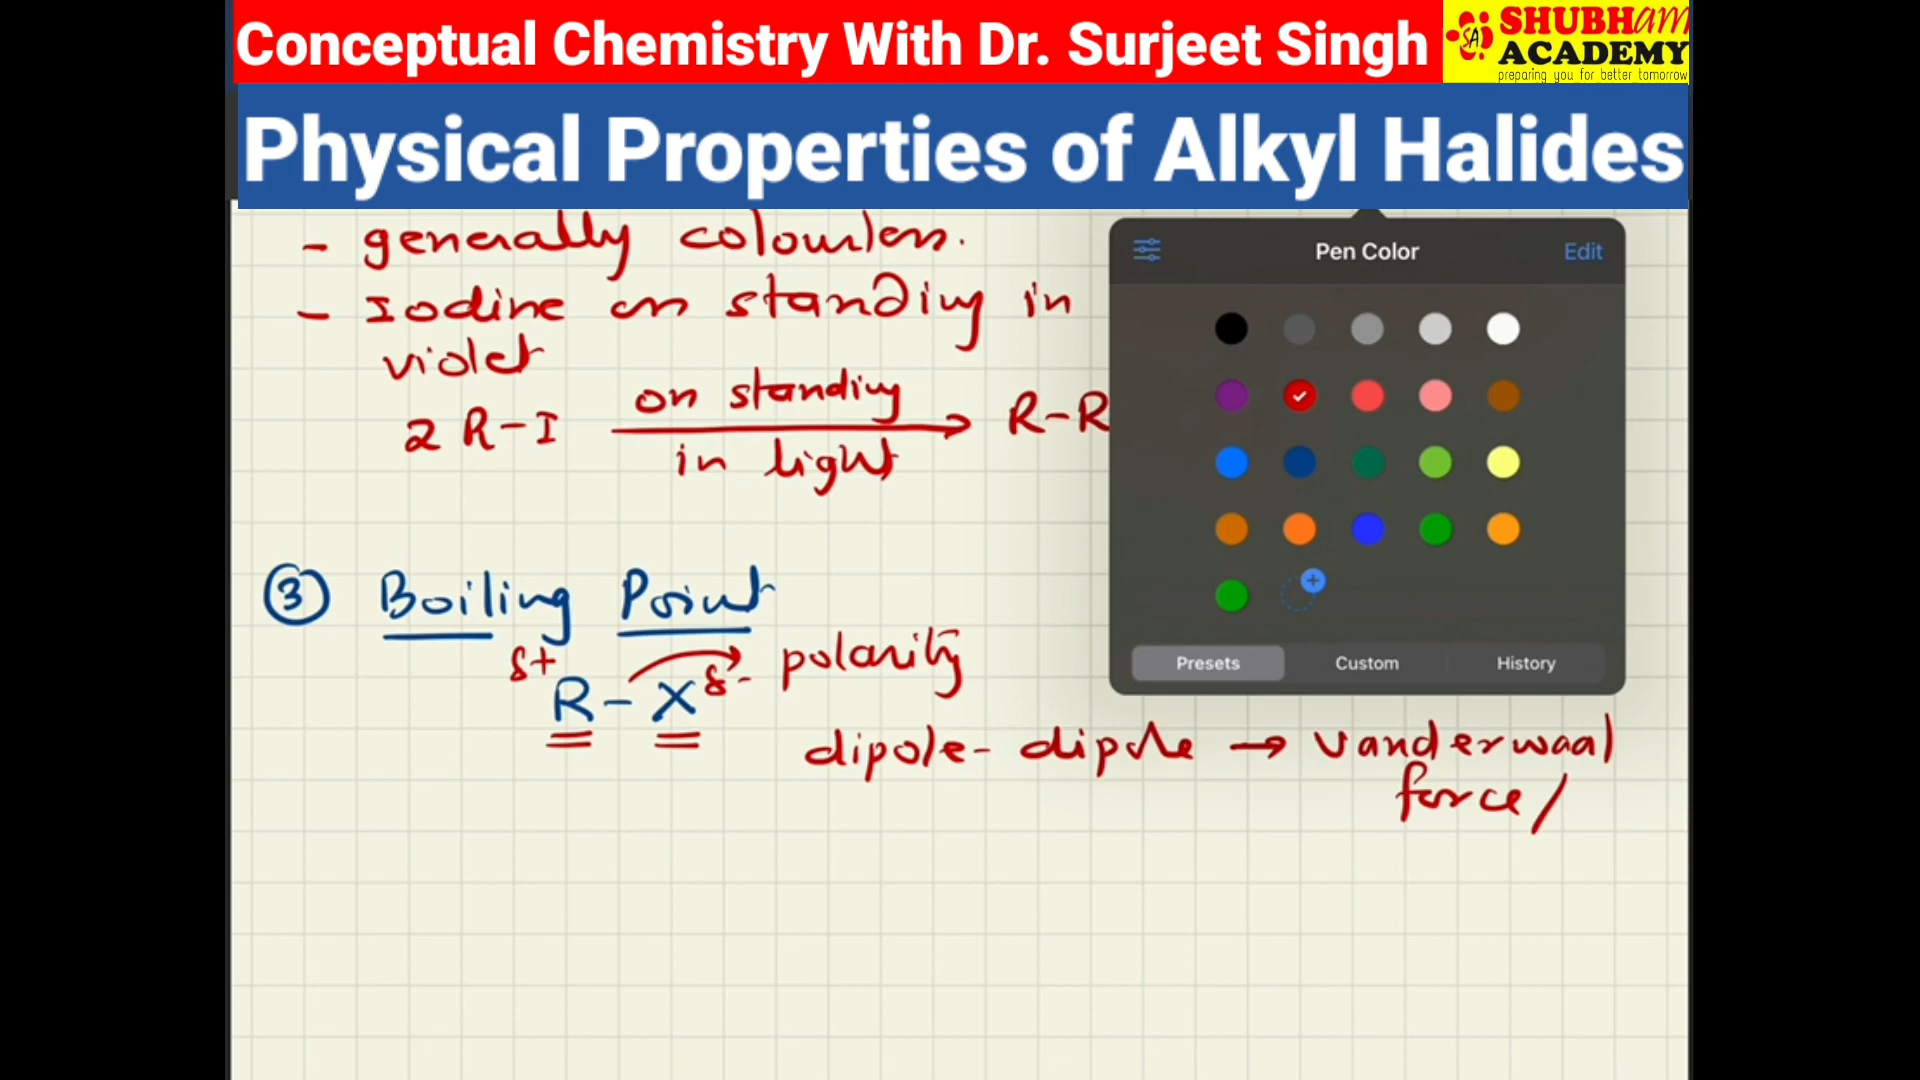 Conceptual Chemistry With Dr. Surjeet Singh
SA
SHUBHam
ACADEMY
preparing you for better tomorrow
Physical Properties of Alkyl Halides
- generally colourless.
- Iodine on standing in
violet
2 R-I on standing in light → R-R
Pen Color
Edit
Presets
Custom
History
③ Boiling Point
δ+ R - X δ- polarity
dipole - dipole → vanderwaal
force/